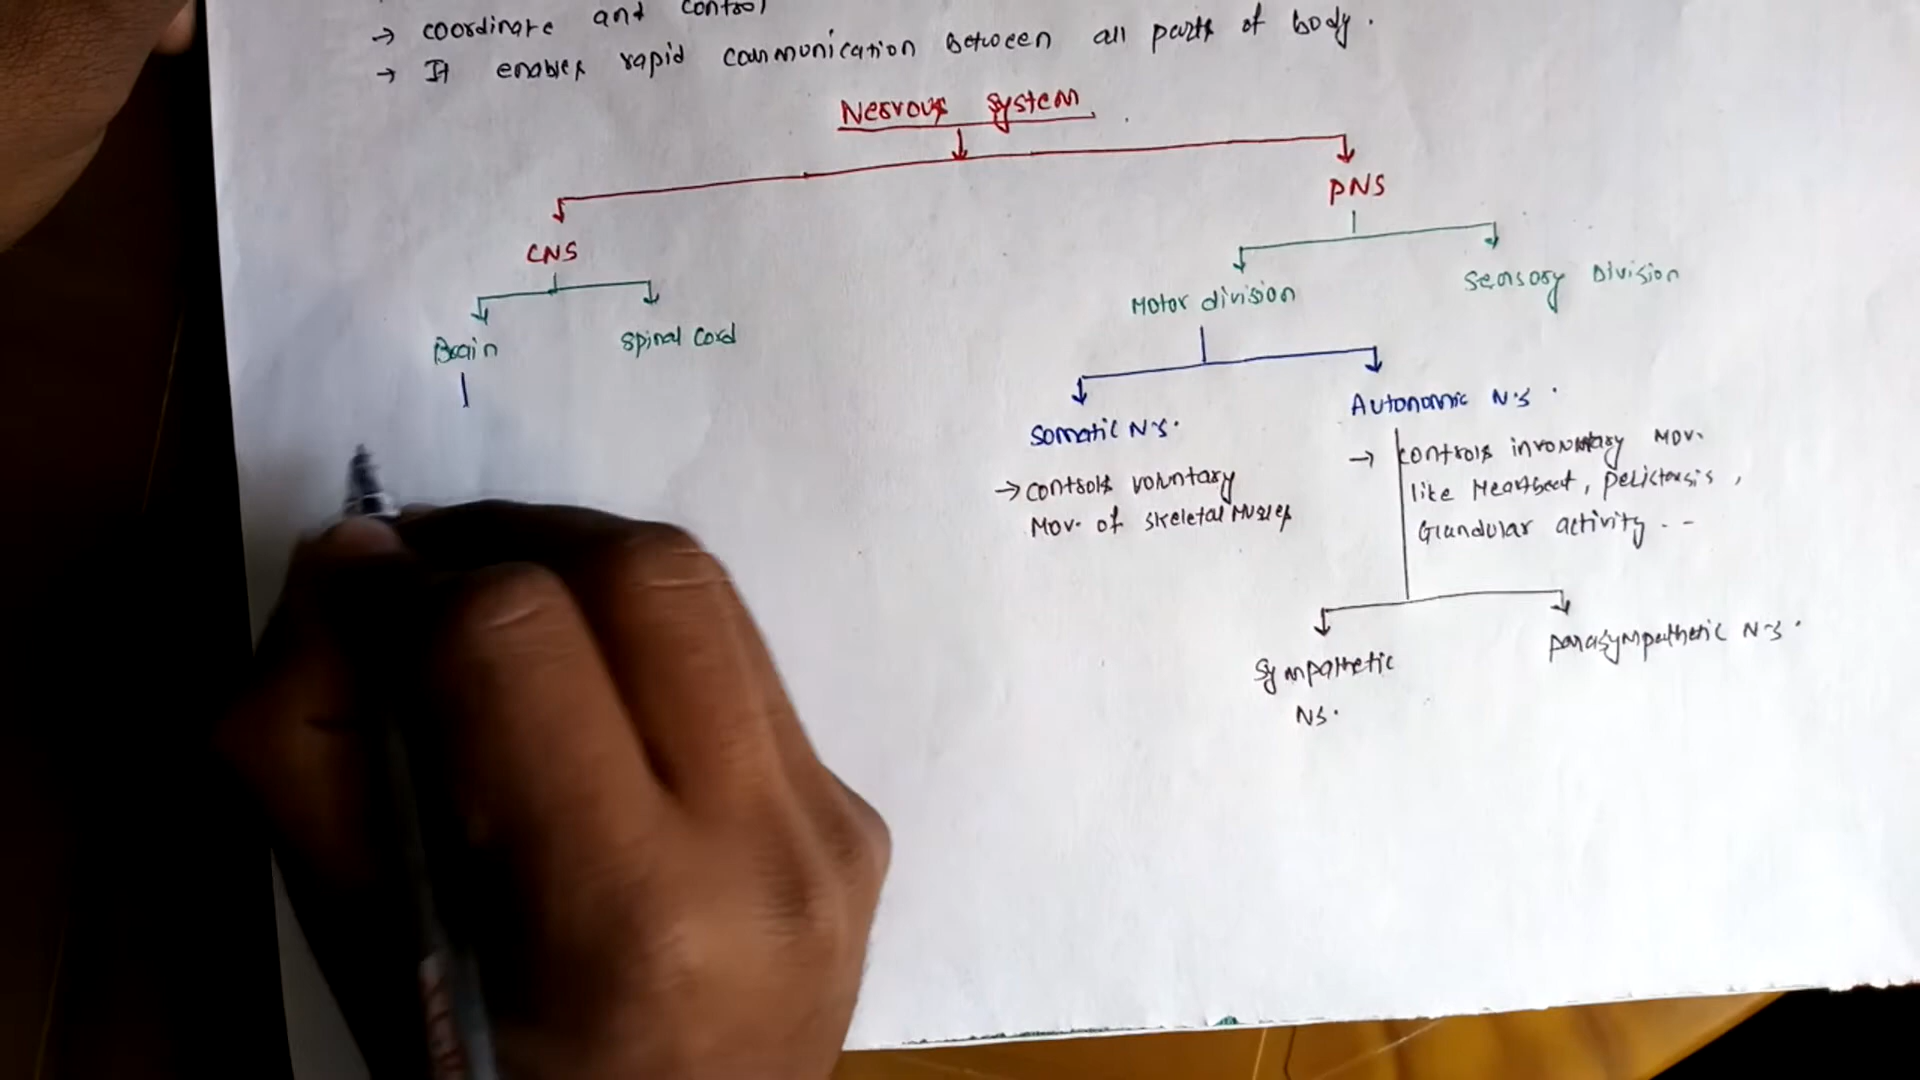 → coordinate and control
→ It enables rapid communication between all parts of body.
Nervous system
PNS
CNS
Motor division
Sensory Division
Brain
Spinal Cord
Somatic N.S.
Autonomic N.S.
→ controls voluntary
Mov. of skeletal Muscles
→ controls involuntary Mov.
like Heartbeat, pelistarsis,
Glandular activity - -
Sympathetic
NS.
parasympathetic N.S.